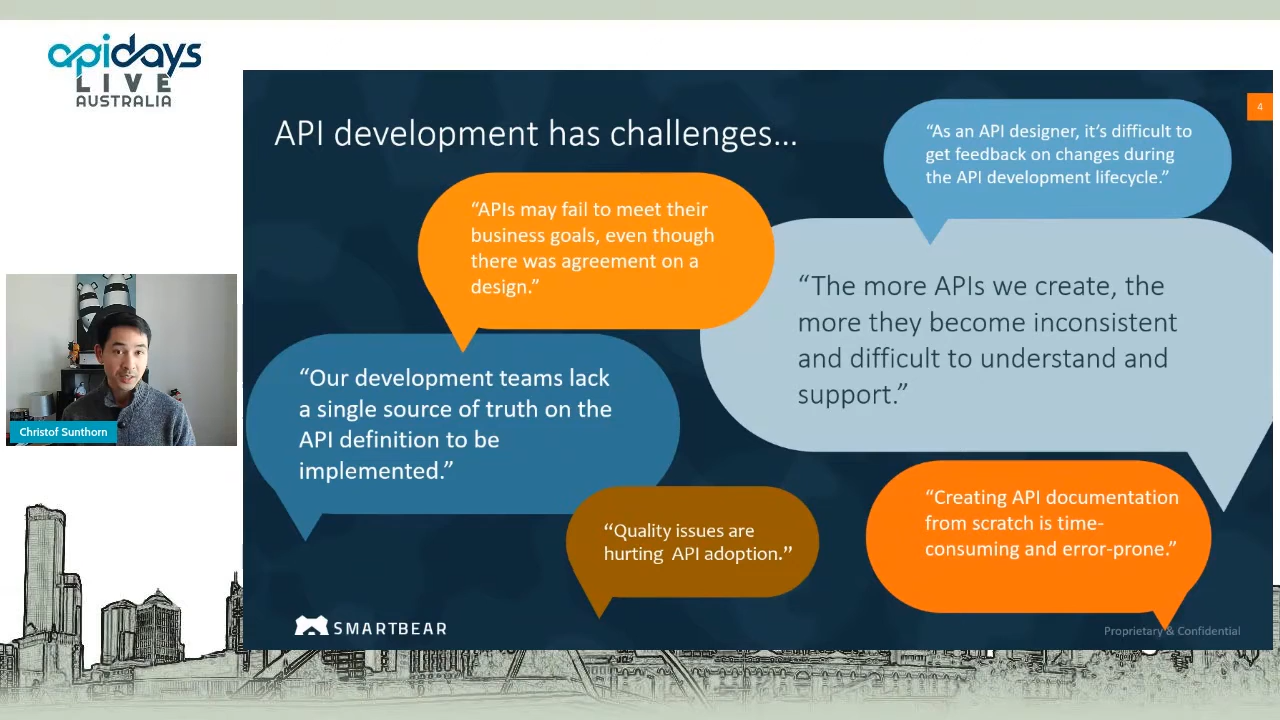 apidays
LIVE
AUSTRALIA
4
API development has challenges...
“As an API designer, it’s difficult to
get feedback on changes during
the API development lifecycle.”
“APIs may fail to meet their
business goals, even though
there was agreement on a
design.”
“The more APIs we create, the
more they become inconsistent
and difficult to understand and
support.”
“Our development teams lack
a single source of truth on the
API definition to be
implemented.”
Christof Sunthorn
“Quality issues are
hurting  API adoption.”
“Creating API documentation
from scratch is time-
consuming and error-prone.”
SMARTBEAR
Proprietary & Confidential